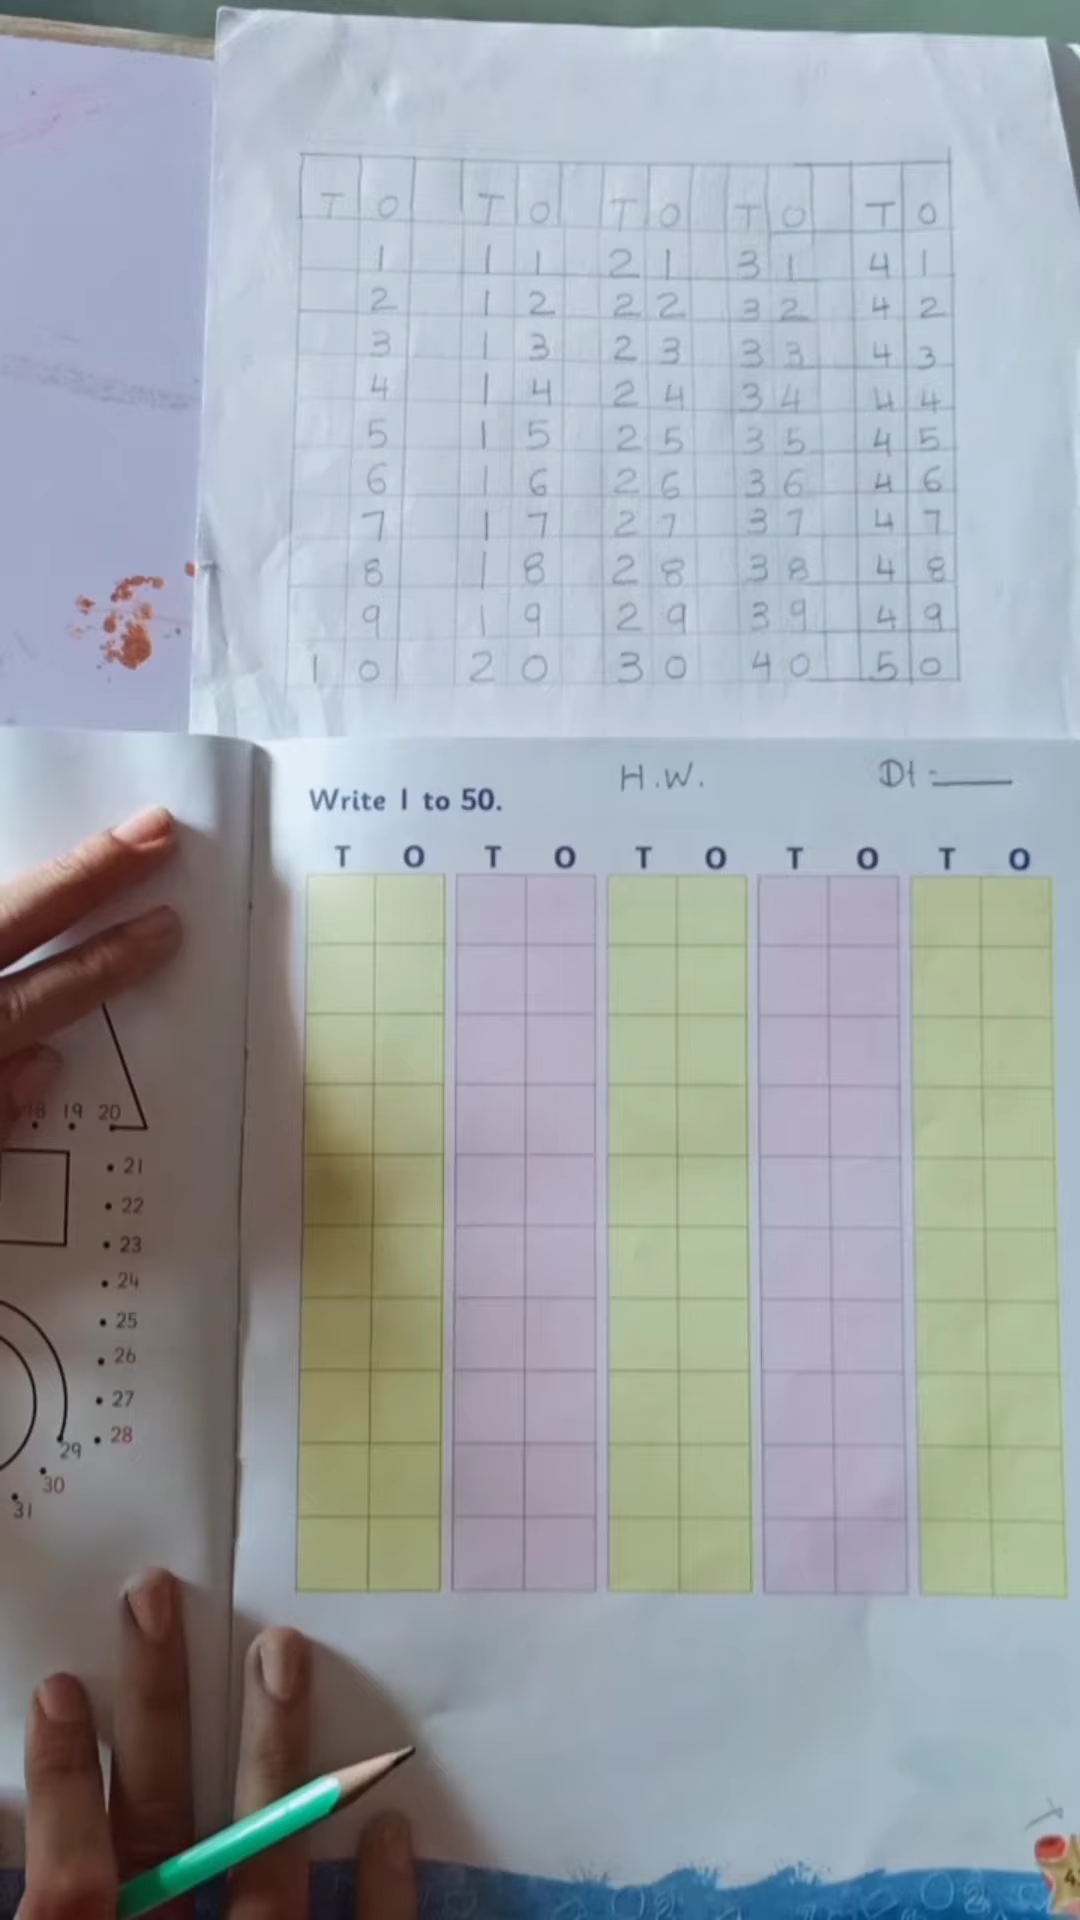 T O T O T O T O T O
1 1 1 2 1 3 1 4 1
2 1 2 2 2 3 2 4 2
3 1 3 2 3 3 3 4 3
4 1 4 2 4 3 4 4 4
5 1 5 2 5 3 5 4 5
6 1 6 2 6 3 6 4 6
7 1 7 2 7 3 7 4 7
8 1 8 2 8 3 8 4 8
9 1 9 2 9 3 9 4 9
1 0 2 0 3 0 4 0 5 0
H.W. Dt:
Write 1 to 50.
T O T O T O T O T O
18 19 20
21
22
23
24
25
26
27
28
29
30
31